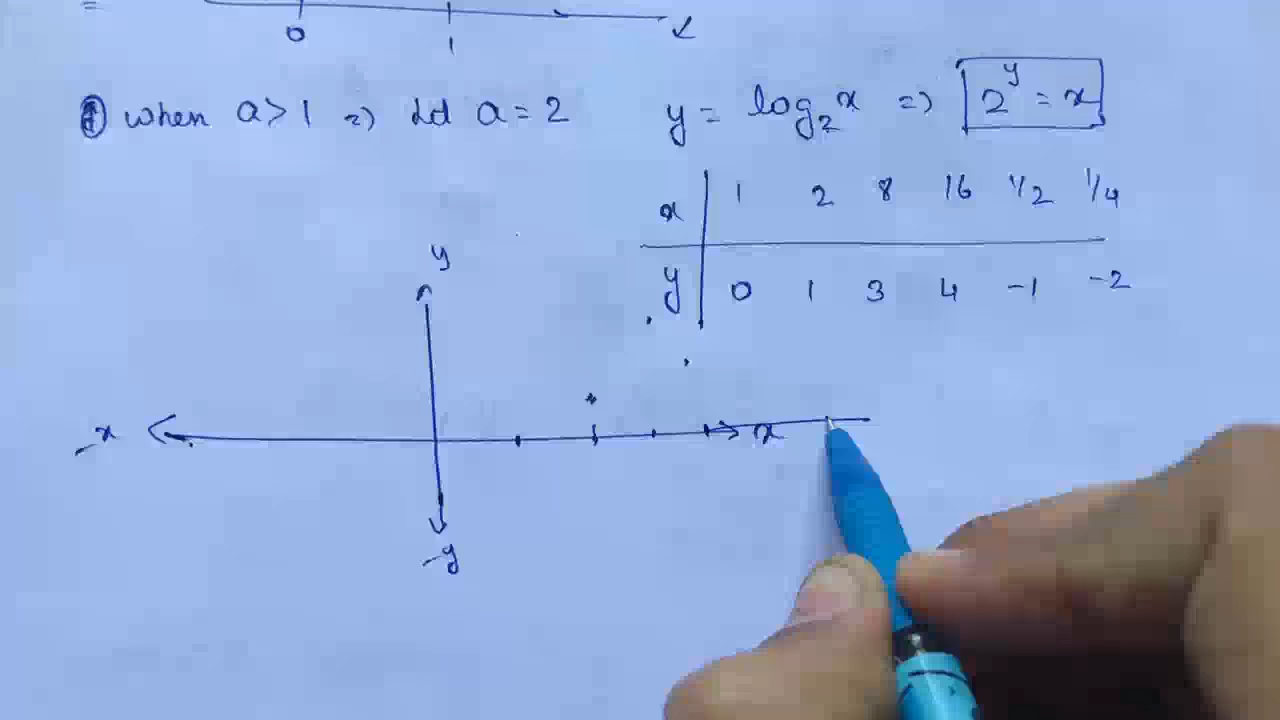 =
0 1
① when a>1 => Let a=2 y = log₂x => 2^y = x
x 1 2 8 16 1/2 1/4
y 0 1 3 4 -1 -2
y
-x x
-y